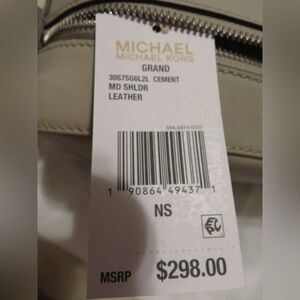 MICHAEL
MICHAEL KORS
GRAND
30S7SG6L2L CEMENT
MD SHLDR
LEATHER
1 90864 49437 1
NS
MSRP $298.00